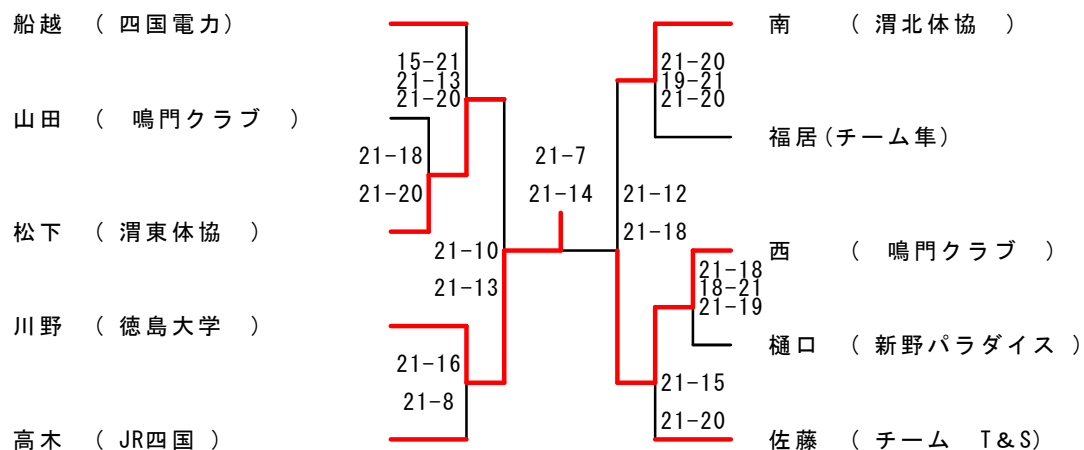 船越 （ 四国電力）
15-21
21-13
21-20
山田 （ 鳴門クラブ ）
21-18
21-20
松下 （ 渭東体協 ）
21-10
21-13
川野 （ 徳島大学 ）
21-16
21-8
高木 （ JR四国 ）
21-7
21-14
南 （ 渭北体協 ）
21-20
19-21
21-20
福居（チーム隼）
21-12
21-18
西 （ 鳴門クラブ ）
21-18
18-21
21-19
樋口 （ 新野パラダイス ）
21-15
21-20
佐藤 （ チーム T&S）